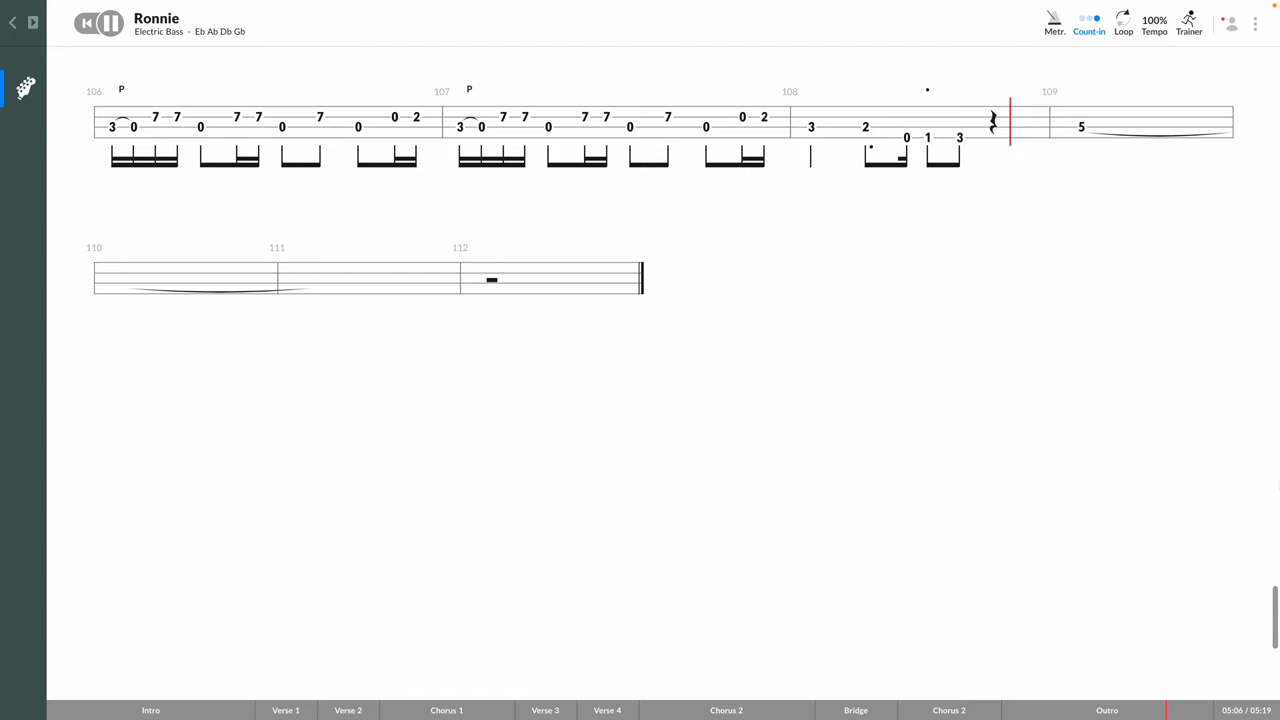 Ronnie
Electric Bass · Eb Ab Db Gb
Metr.
Count-in
Loop
100%
Tempo
Trainer
106 P 107 P 108 109
7 7 7 7 7 0 2 7 7 7 7 7 0 2
3 0 0 0 0 3 0 0 0 0 3 2 5
0 1 3
110 111 112
Intro Verse 1 Verse 2 Chorus 1 Verse 3 Verse 4 Chorus 2 Bridge Chorus 2 Outro 05:06 / 05:19